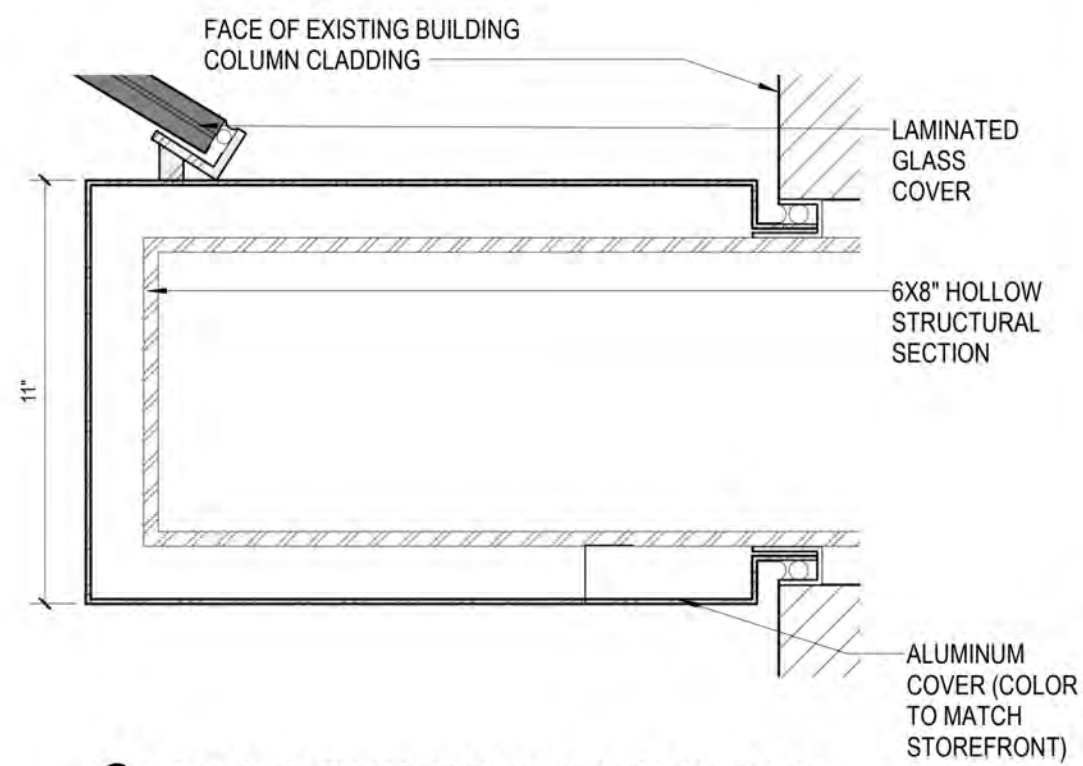 FACE OF EXISTING BUILDING
COLUMN CLADDING
LAMINATED
GLASS
COVER
6X8" HOLLOW
STRUCTURAL
SECTION
11"
ALUMINUM
COVER (COLOR
TO MATCH
STOREFRONT)